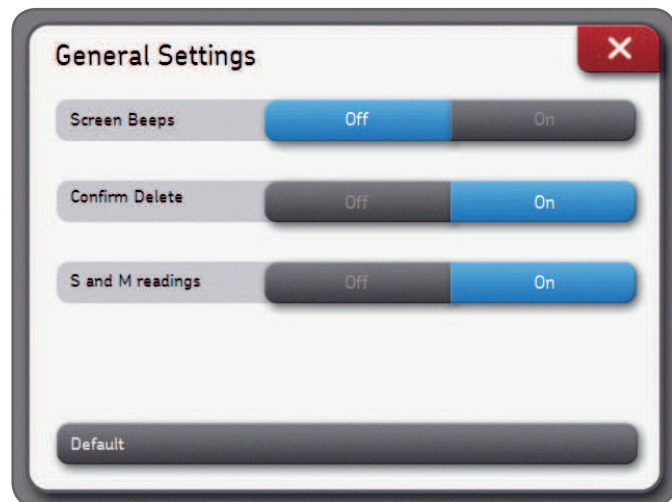 General Settings
Screen Beeps Off On
Confirm Delete Off On
S and M readings Off On
Default